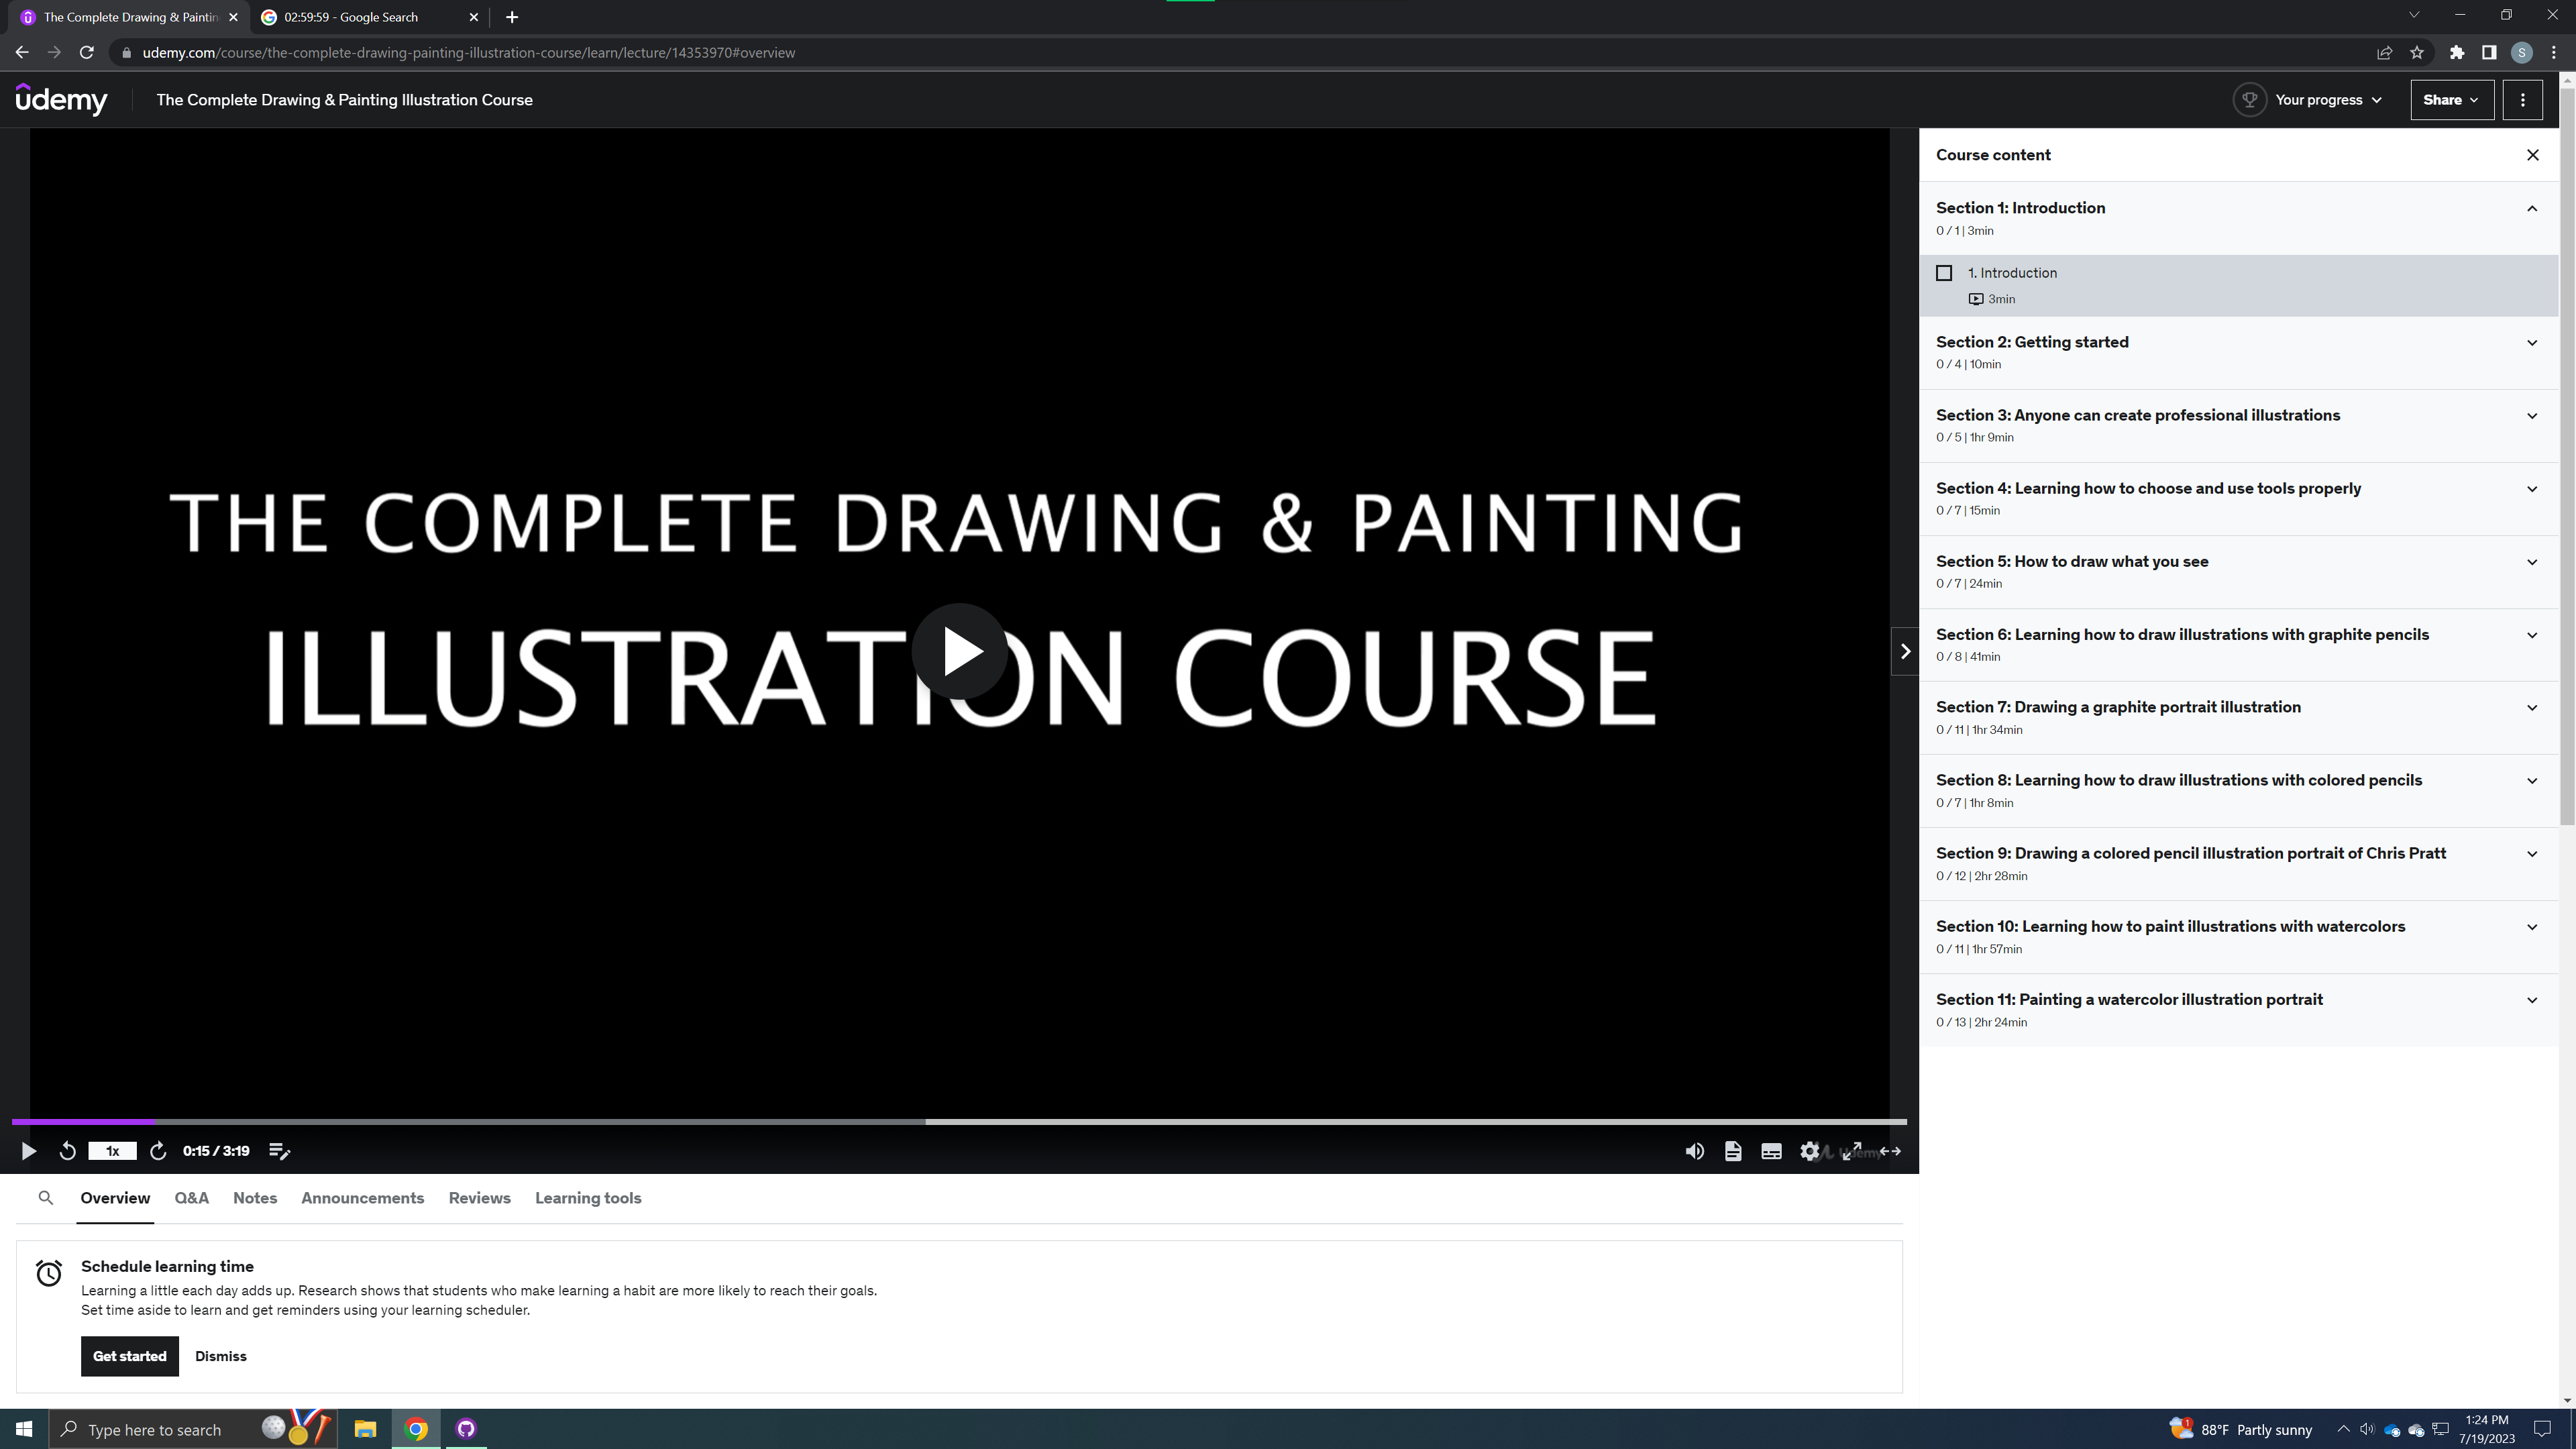 The Complete Drawing & Paintin
02:59:59 - Google Search
udemy.com/course/the-complete-drawing-painting-illustration-course/learn/lecture/14353970#overview
S
udemy
The Complete Drawing & Painting Illustration Course
Your progress
Share
THE COMPLETE DRAWING & PAINTING
ILLUSTRATION COURSE
1x
0:15 / 3:19
Udemy
Course content
Section 1: Introduction
0 / 1 | 3min
1. Introduction
3min
Section 2: Getting started
0 / 4 | 10min
Section 3: Anyone can create professional illustrations
0 / 5 | 1hr 9min
Section 4: Learning how to choose and use tools properly
0 / 7 | 15min
Section 5: How to draw what you see
0 / 7 | 24min
Section 6: Learning how to draw illustrations with graphite pencils
0 / 8 | 41min
Section 7: Drawing a graphite portrait illustration
0 / 11 | 1hr 34min
Section 8: Learning how to draw illustrations with colored pencils
0 / 7 | 1hr 8min
Section 9: Drawing a colored pencil illustration portrait of Chris Pratt
0 / 12 | 2hr 28min
Section 10: Learning how to paint illustrations with watercolors
0 / 11 | 1hr 57min
Section 11: Painting a watercolor illustration portrait
0 / 13 | 2hr 24min
Overview
Q&A
Notes
Announcements
Reviews
Learning tools
Schedule learning time
Learning a little each day adds up. Research shows that students who make learning a habit are more likely to reach their goals.
Set time aside to learn and get reminders using your learning scheduler.
Get started
Dismiss
Type here to search
1
88°F Partly sunny
1:24 PM
7/19/2023